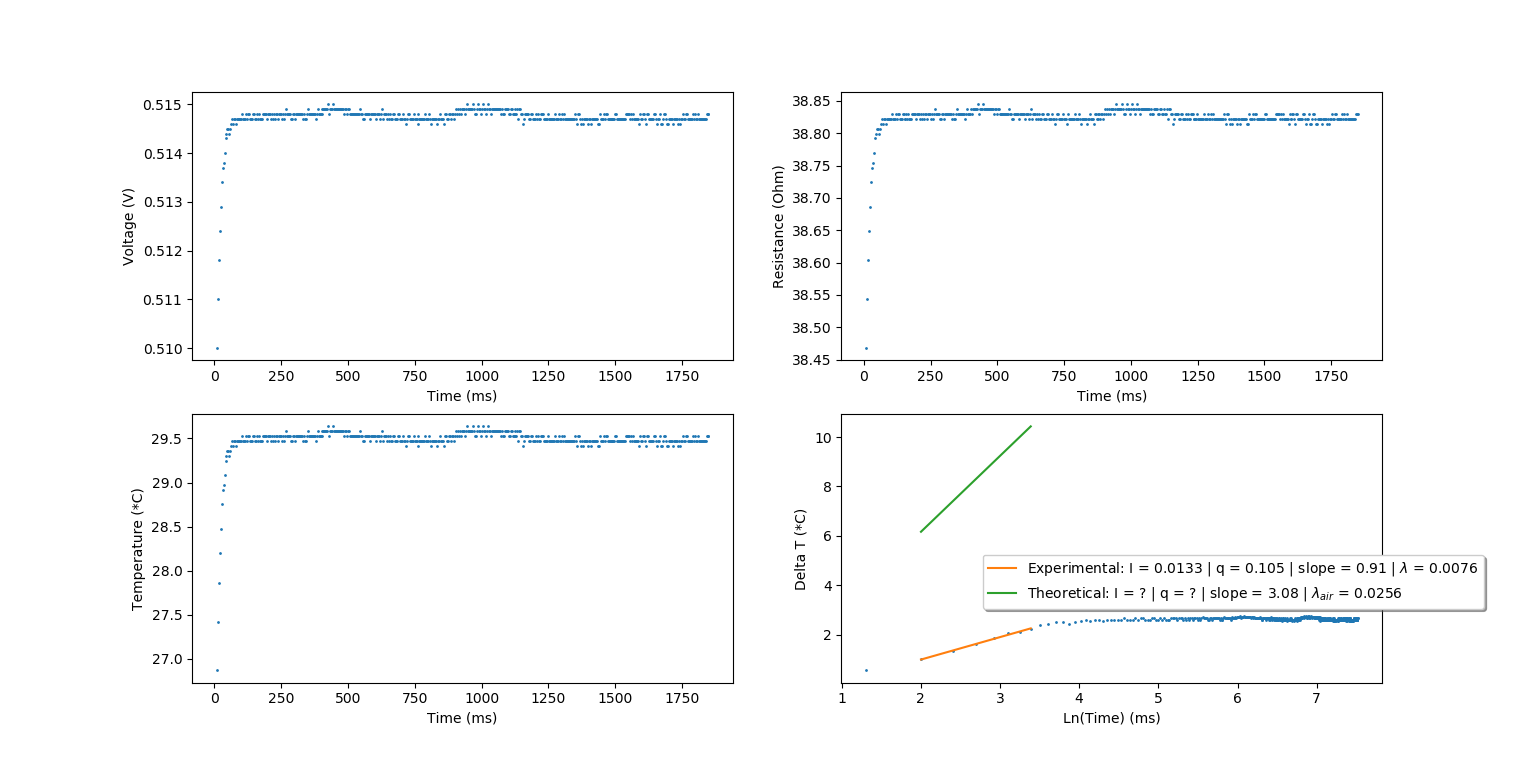 0.515
0.514
0.513
0.512
0.511
0.510
Voltage (V)
0 250 500 750 1000 1250 1500 1750
Time (ms)
38.85
38.80
38.75
38.70
38.65
38.60
38.55
38.50
38.45
Resistance (Ohm)
0 250 500 750 1000 1250 1500 1750
Time (ms)
29.5
29.0
28.5
28.0
27.5
27.0
Temperature (*C)
0 250 500 750 1000 1250 1500 1750
Time (ms)
10
8
6
4
2
Delta T (*C)
Experimental: I = 0.0133 | q = 0.105 | slope = 0.91 | λ = 0.0076
Theoretical: I = ? | q = ? | slope = 3.08 | λair = 0.0256
1 2 3 4 5 6 7
Ln(Time) (ms)